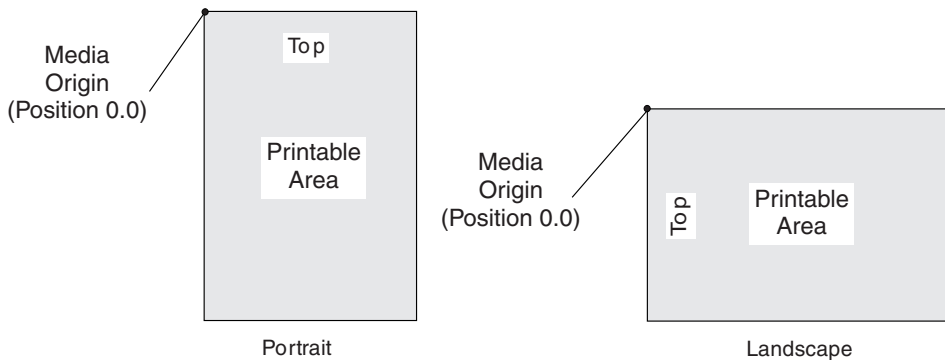 Media
Origin
(Position 0.0)
Top
Printable
Area
Portrait
Media
Origin
(Position 0.0)
Top
Printable
Area
Landscape